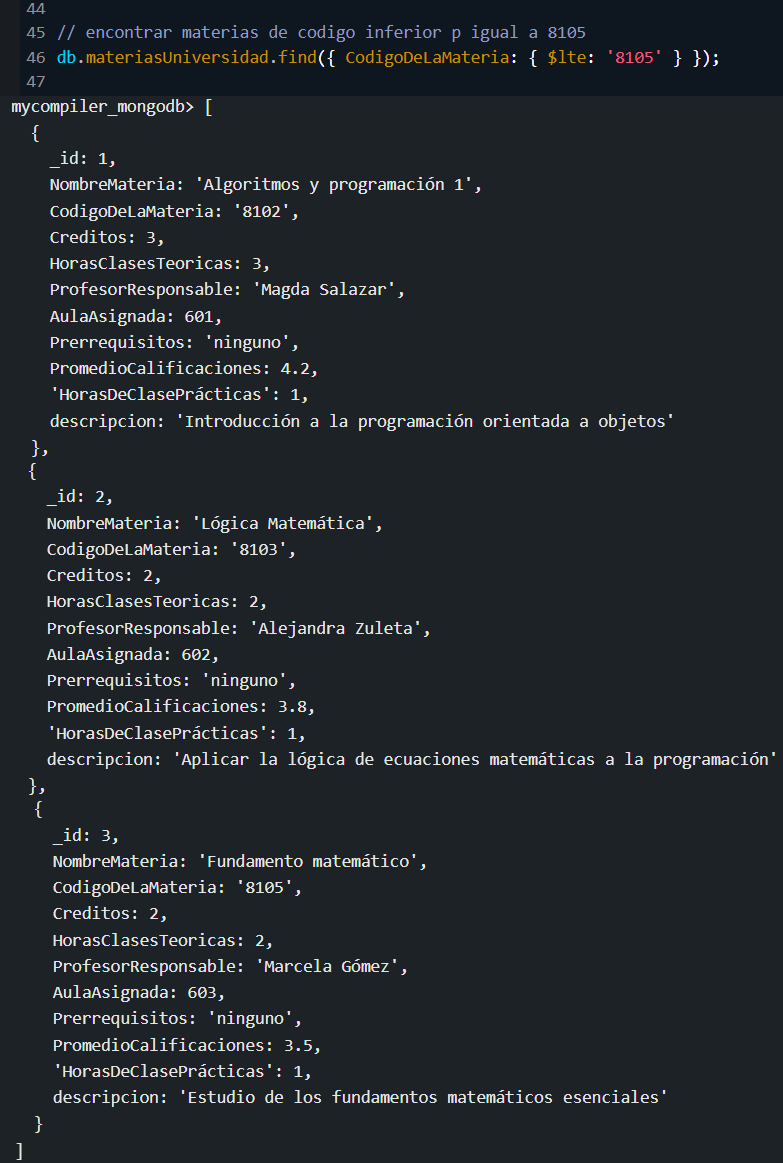 44
45 // encontrar materias de codigo inferior p igual a 8105
46 db.materiasUniversidad.find({ CodigoDeLaMateria: { $lte: '8105' } });
47
mycompiler_mongodb> [
  {
    _id: 1,
    NombreMateria: 'Algoritmos y programación 1',
    CodigoDeLaMateria: '8102',
    Creditos: 3,
    HorasClasesTeoricas: 3,
    ProfesorResponsable: 'Magda Salazar',
    AulaAsignada: 601,
    Prerrequisitos: 'ninguno',
    PromedioCalificaciones: 4.2,
    'HorasDeClasePrácticas': 1,
    descripcion: 'Introducción a la programación orientada a objetos'
  },
  {
    _id: 2,
    NombreMateria: 'Lógica Matemática',
    CodigoDeLaMateria: '8103',
    Creditos: 2,
    HorasClasesTeoricas: 2,
    ProfesorResponsable: 'Alejandra Zuleta',
    AulaAsignada: 602,
    Prerrequisitos: 'ninguno',
    PromedioCalificaciones: 3.8,
    'HorasDeClasePrácticas': 1,
    descripcion: 'Aplicar la lógica de ecuaciones matemáticas a la programación'
  },
  {
    _id: 3,
    NombreMateria: 'Fundamento matemático',
    CodigoDeLaMateria: '8105',
    Creditos: 2,
    HorasClasesTeoricas: 2,
    ProfesorResponsable: 'Marcela Gómez',
    AulaAsignada: 603,
    Prerrequisitos: 'ninguno',
    PromedioCalificaciones: 3.5,
    'HorasDeClasePrácticas': 1,
    descripcion: 'Estudio de los fundamentos matemáticos esenciales'
  }
]